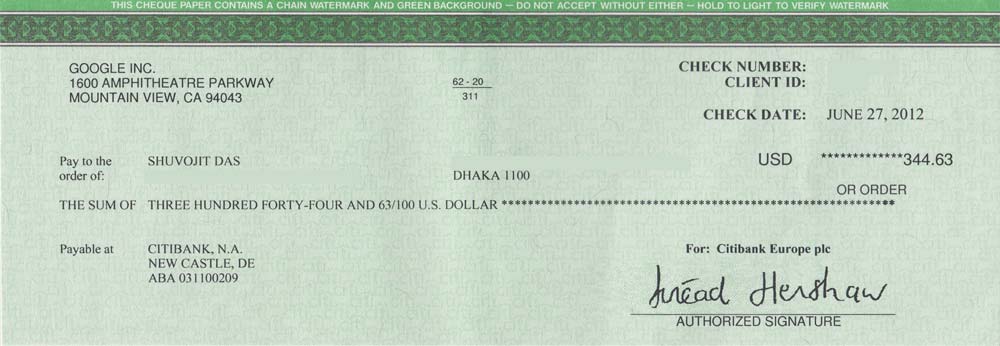 THIS CHEQUE PAPER CONTAINS A CHAIN WATERMARK AND GREEN BACKGROUND — DO NOT ACCEPT WITHOUT EITHER — HOLD TO LIGHT TO VERIFY WATERMARK
GOOGLE INC.
1600 AMPHITHEATRE PARKWAY
MOUNTAIN VIEW, CA 94043
62 - 20
311
CHECK NUMBER:
CLIENT ID:
CHECK DATE: JUNE 27, 2012
Pay to the order of: SHUVOJIT DAS
DHAKA 1100
USD *************344.63
OR ORDER
THE SUM OF THREE HUNDRED FORTY-FOUR AND 63/100 U.S. DOLLAR ************************************************************
Payable at CITIBANK, N.A.
NEW CASTLE, DE
ABA 031100209
For: Citibank Europe plc
Hershaw
AUTHORIZED SIGNATURE